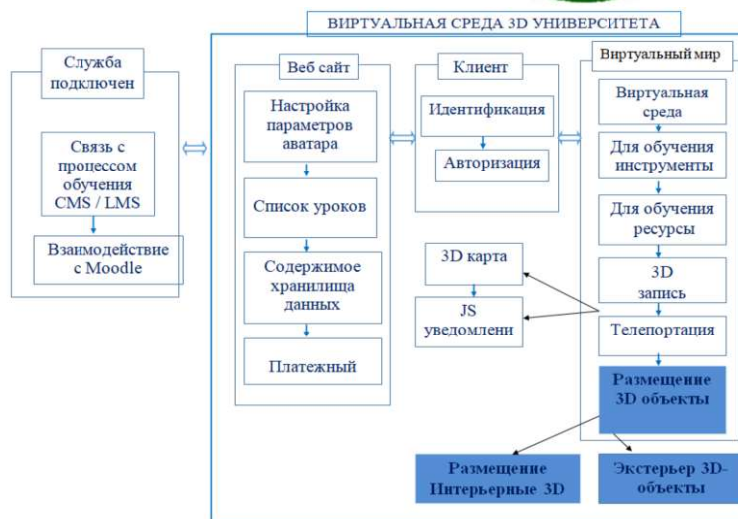 ВИРТУАЛЬНАЯ СРЕДА 3D УНИВЕРСИТЕТА
Служба
подключен
Связь с
процессом
обучения
CMS / LMS
Взаимодействие
с Moodle
Веб сайт
Настройка
параметров
аватара
Список уроков
Содержимое
хранилища
данных
Платежный
Клиент
Идентификация
Авторизация
3D карта
JS
уведомлени
Виртуальный мир
Виртуальная
среда
Для обучения
инструменты
Для обучения
ресурсы
3D
запись
Телепортация
Размещение
3D объекты
Размещение
Интерьерные 3D
Экстерьер 3D-
объекты